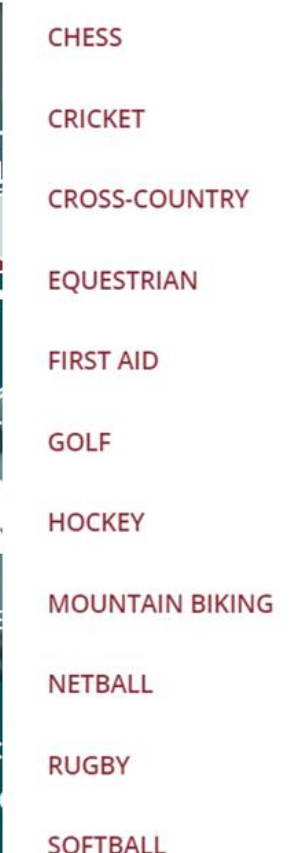 CHESS
CRICKET
CROSS-COUNTRY
EQUESTRIAN
FIRST AID
GOLF
HOCKEY
MOUNTAIN BIKING
NETBALL
RUGBY
SOFTBALL